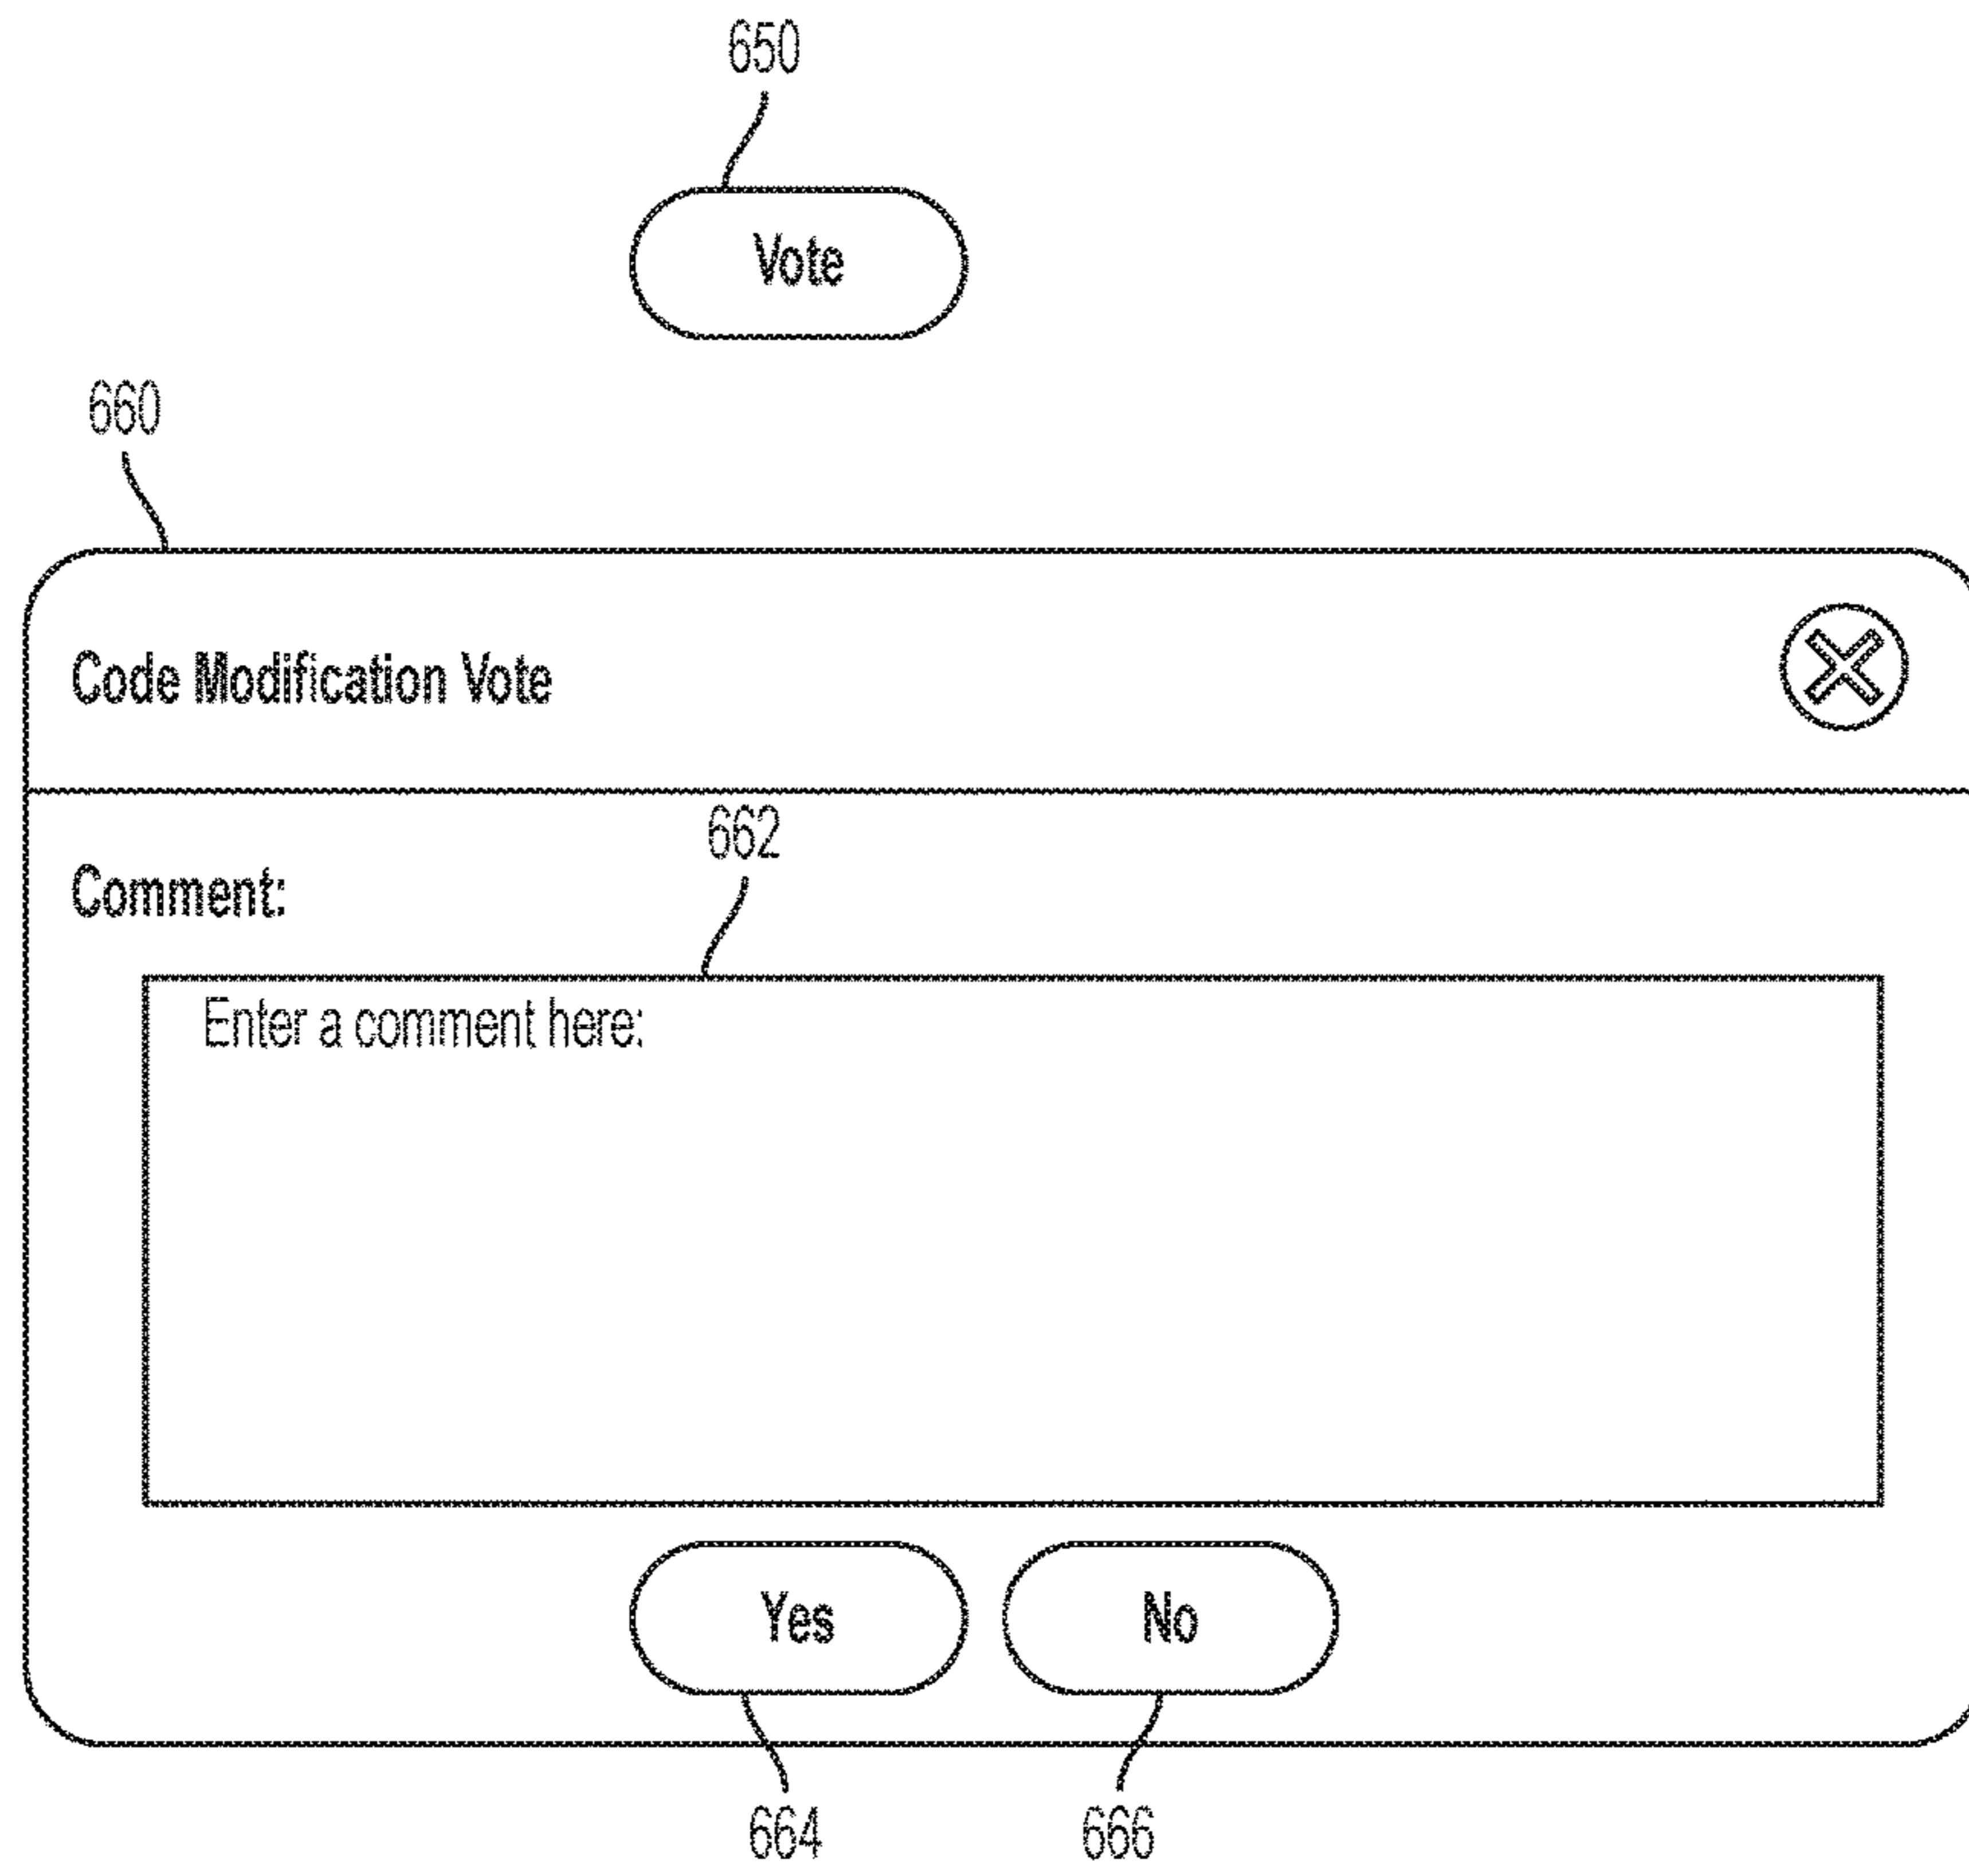 650
Vote
660
Code Modification Vote
662
Comment:
Enter a comment here:
Yes
No
664
666